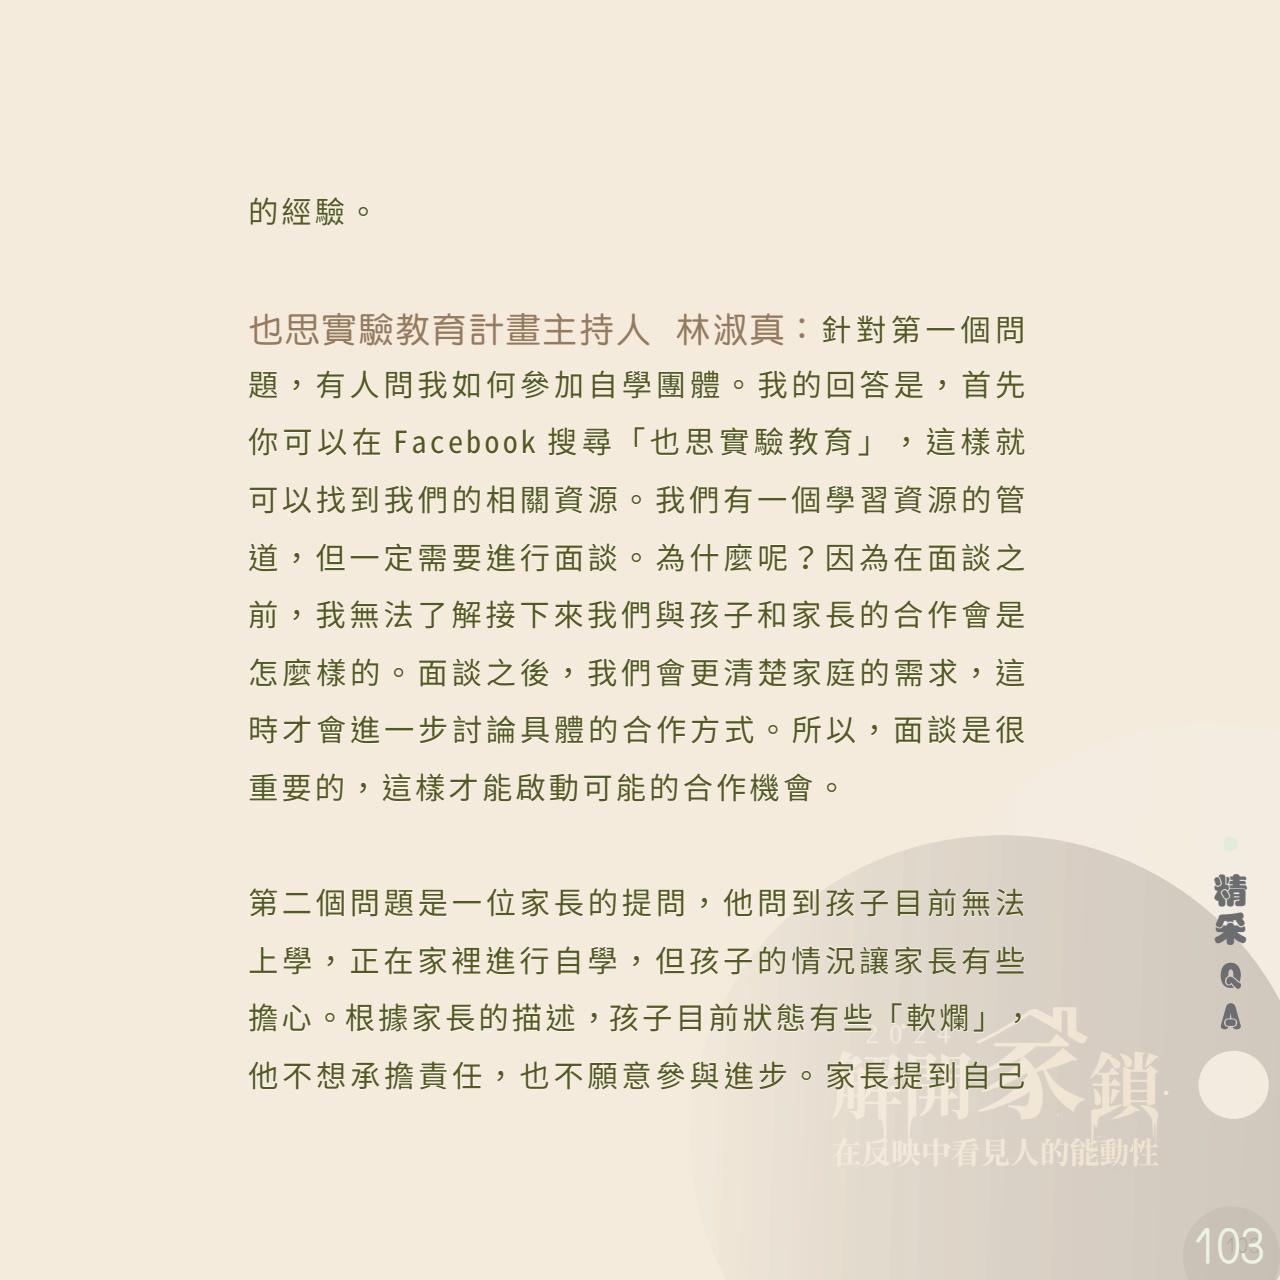 的經驗。
也思實驗教育計畫主持人 林淑真：針對第一個問
題，有人問我如何參加自學團體。我的回答是，首先
你可以在 Facebook 搜尋「也思實驗教育」，這樣就
可以找到我們的相關資源。我們有一個學習資源的管
道，但一定需要進行面談。為什麼呢？因為在面談之
前，我無法了解接下來我們與孩子和家長的合作會是
怎麼樣的。面談之後，我們會更清楚家庭的需求，這
時才會進一步討論具體的合作方式。所以，面談是很
重要的，這樣才能啟動可能的合作機會。
第二個問題是一位家長的提問，他問到孩子目前無法
上學，正在家裡進行自學，但孩子的情況讓家長有些
擔心。根據家長的描述，孩子目前狀態有些「軟爛」，
他不想承擔責任，也不願意參與進步。家長提到自己
2024
解開家鎖
在反映中看見人的能動性
精采QA
103